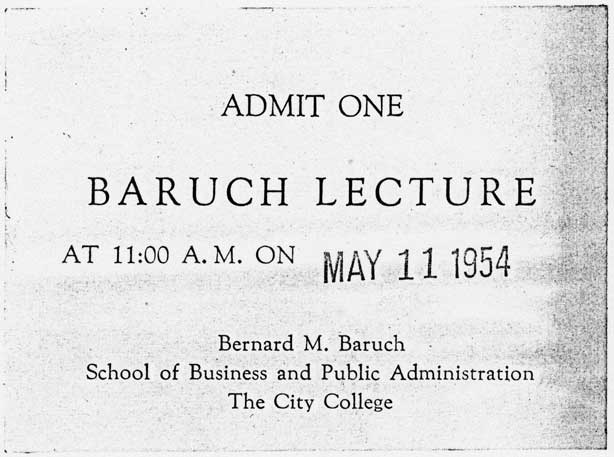 ADMIT ONE
BARUCH LECTURE
AT 11:00 A. M. ON MAY 11 1954
Bernard M. Baruch
School of Business and Public Administration
The City College